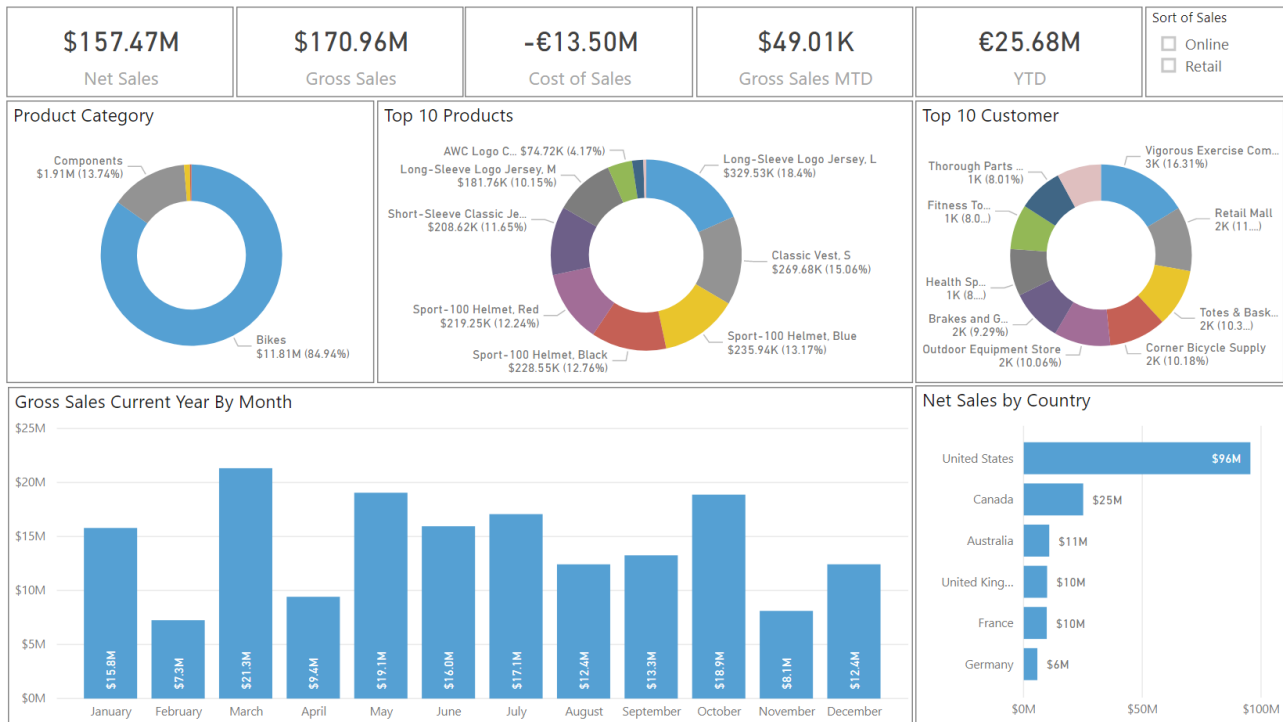 $157.47M
Net Sales
$170.96M
Gross Sales
-€13.50M
Cost of Sales
$49.01K
Gross Sales MTD
€25.68M
YTD
Sort of Sales
Online
Retail
Product Category
Components
$1.91M (13.74%)
Bikes
$11.81M (84.94%)
Top 10 Products
AWC Logo C... $74.72K (4.17%)
Long-Sleeve Logo Jersey, M
$181.76K (10.15%)
Short-Sleeve Classic Je...
$208.62K (11.65%)
Sport-100 Helmet, Red
$219.25K (12.24%)
Sport-100 Helmet, Black
$228.55K (12.76%)
Long-Sleeve Logo Jersey, L
$329.53K (18.4%)
Classic Vest, S
$269.68K (15.06%)
Sport-100 Helmet, Blue
$235.94K (13.17%)
Top 10 Customer
Thorough Parts ...
1K (8.01%)
Fitness To...
1K (8.0...)
Health Sp...
1K (8....)
Brakes and G...
2K (9.29%)
Outdoor Equipment Store
2K (10.06%)
Vigorous Exercise Com...
3K (16.31%)
Retail Mall
2K (11....)
Totes & Bask...
2K (10.3...)
Corner Bicycle Supply
2K (10.18%)
Gross Sales Current Year By Month
$25M
$20M
$15M
$10M
$5M
$0M
$15.8M
$7.3M
$21.3M
$9.4M
$19.1M
$16.0M
$17.1M
$12.4M
$13.3M
$18.9M
$8.1M
$12.4M
January
February
March
April
May
June
July
August
September
October
November
December
Net Sales by Country
United States
$96M
Canada
$25M
Australia
$11M
United King...
$10M
France
$10M
Germany
$6M
$0M
$50M
$100M